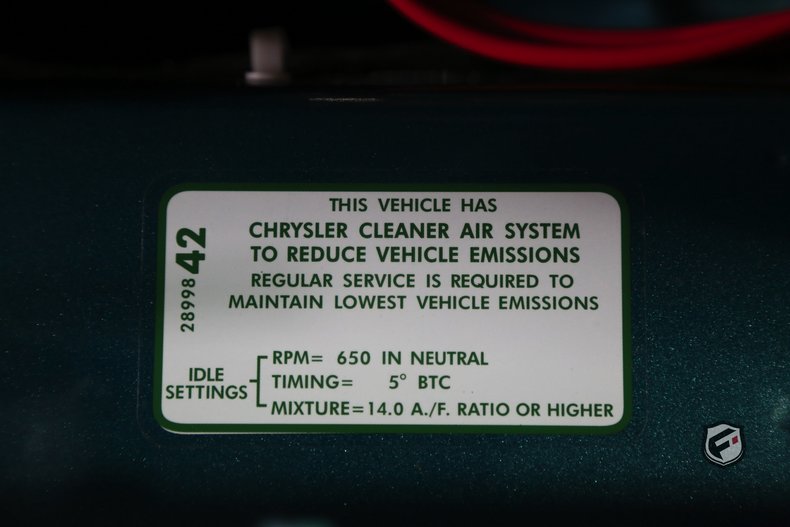 THIS VEHICLE HAS
CHRYSLER CLEANER AIR SYSTEM
TO REDUCE VEHICLE EMISSIONS
REGULAR SERVICE IS REQUIRED TO
MAINTAIN LOWEST VEHICLE EMISSIONS
2899842
IDLE SETTINGS
RPM= 650 IN NEUTRAL
TIMING= 5° BTC
MIXTURE=14.0 A./F. RATIO OR HIGHER